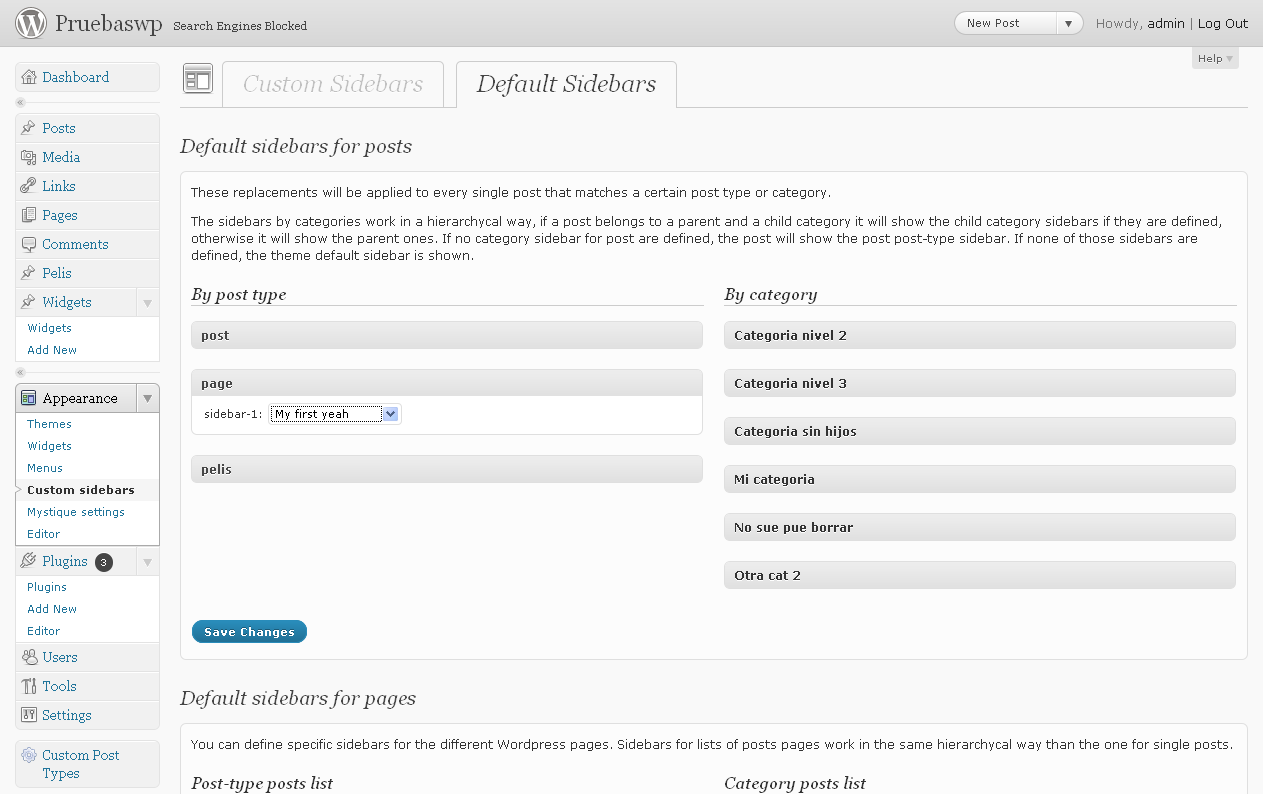 Pruebaswp Search Engines Blocked
New Post
Howdy, admin | Log Out
Help
Dashboard
Posts
Media
Links
Pages
Comments
Pelis
Widgets
Widgets
Add New
Appearance
Themes
Widgets
Menus
Custom sidebars
Mystique settings
Editor
Plugins 3
Plugins
Add New
Editor
Users
Tools
Settings
Custom Post
Types
Custom Sidebars
Default Sidebars
Default sidebars for posts
These replacements will be applied to every single post that matches a certain post type or category.
The sidebars by categories work in a hierarchycal way, if a post belongs to a parent and a child category it will show the child category sidebars if they are defined,
otherwise it will show the parent ones. If no category sidebar for post are defined, the post will show the post post-type sidebar. If none of those sidebars are
defined, the theme default sidebar is shown.
By post type
post
page
sidebar-1: My first yeah
pelis
By category
Categoria nivel 2
Categoria nivel 3
Categoria sin hijos
Mi categoria
No sue pue borrar
Otra cat 2
Save Changes
Default sidebars for pages
You can define specific sidebars for the different Wordpress pages. Sidebars for lists of posts pages work in the same hierarchycal way than the one for single posts.
Post-type posts list
Category posts list